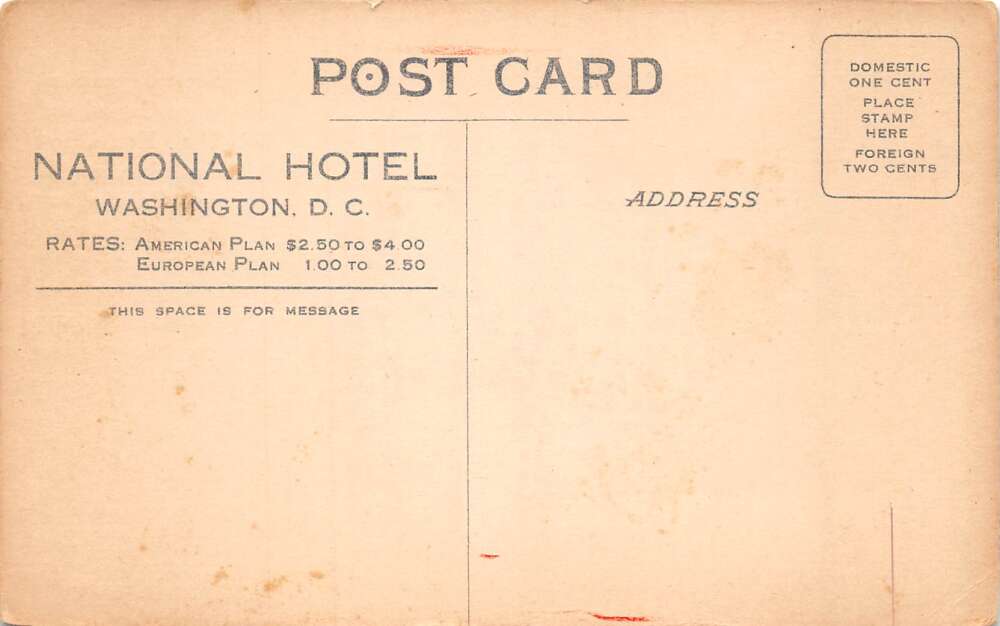 POST CARD
NATIONAL HOTEL
WASHINGTON, D. C.
RATES: AMERICAN PLAN $2.50 TO $4.00
EUROPEAN PLAN 1.00 TO 2.50
THIS SPACE IS FOR MESSAGE
ADDRESS
DOMESTIC
ONE CENT
PLACE
STAMP
HERE
FOREIGN
TWO CENTS